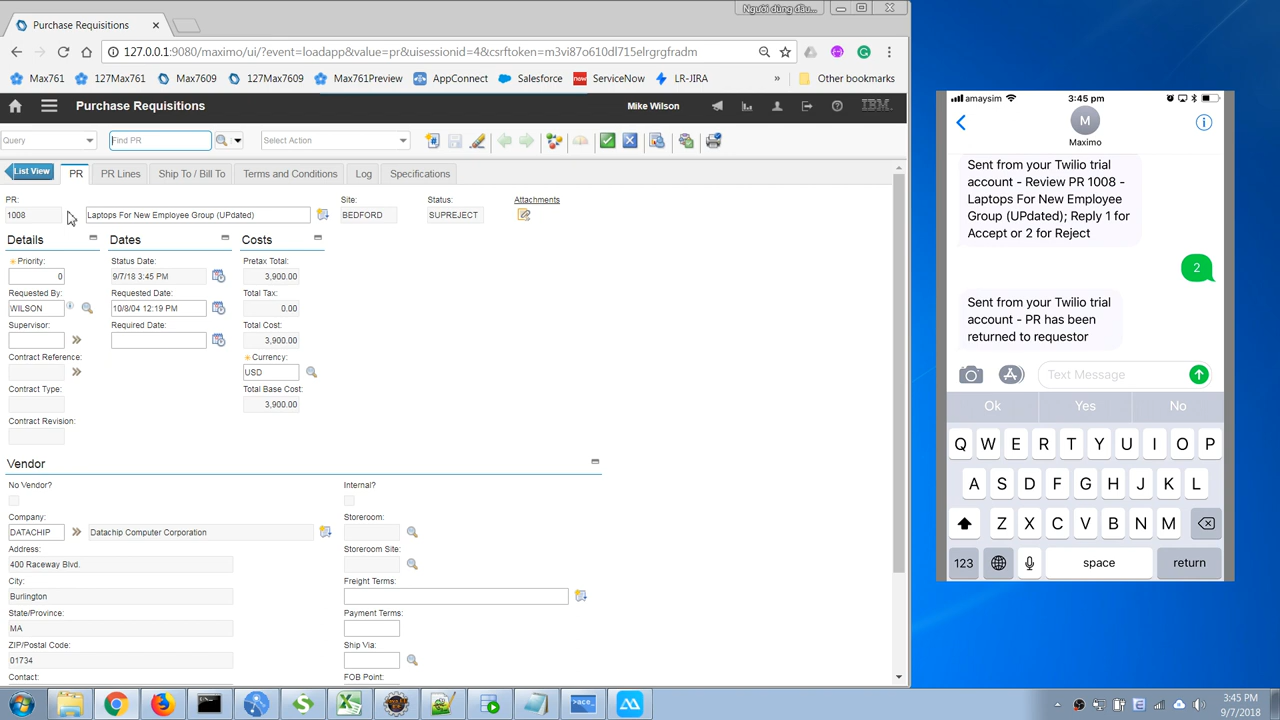 Người dùng đầu...
Purchase Requisitions
127.0.0.1:9080/maximo/ui/?event=loadapp&value=pr&uisessionid=4&csrftoken=m3vi87o610dl715elrgrgfradm
Max761
127Max761
Max7609
127Max7609
Max761Preview
AppConnect
Salesforce
now
ServiceNow
LR-JIRA
»
Other bookmarks
Purchase Requisitions
Mike Wilson
IBM
Query
Find PR
Select Action
List View
PR
PR Lines
Ship To / Bill To
Terms and Conditions
Log
Specifications
PR:
1008
Laptops For New Employee Group (UPdated)
Site:
BEDFORD
Status:
SUPREJECT
Attachments
Details
Dates
Costs
Priority:
0
Status Date:
9/7/18 3:45 PM
Pretax Total:
3,900.00
Requested By:
WILSON
Requested Date:
10/8/04 12:19 PM
Total Tax:
0.00
Supervisor:
Required Date:
Total Cost:
3,900.00
Contract Reference:
Currency:
USD
Contract Type:
Total Base Cost:
3,900.00
Contract Revision:
Vendor
No Vendor?
Internal?
Company:
DATACHIP
Datachip Computer Corporation
Storeroom:
Address:
400 Raceway Blvd.
Storeroom Site:
City:
Burlington
Freight Terms:
State/Province:
MA
Payment Terms:
ZIP/Postal Code:
01734
Ship Via:
Contact:
FOB Point:
3:45 PM
9/7/2018
amaysim
3:45 pm
M
Maximo
Sent from your Twilio trial
account - Review PR 1008 -
Laptops For New Employee
Group (UPdated); Reply 1 for
Accept or 2 for Reject
2
Sent from your Twilio trial
account - PR has been
returned to requestor
Text Message
Ok Yes No
Q W E R T Y U I O P
A S D F G H J K L
Z X C V B N M
123 space return